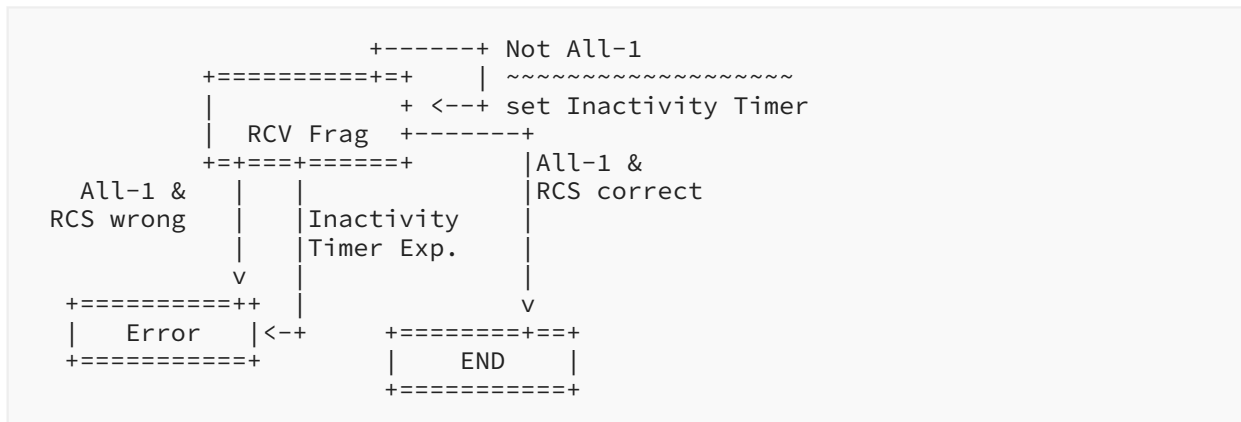 +------+ Not All-1
          +==========+=+    | ~~~~~~~~~~~~~~~~~~~
          |            + <--+ set Inactivity Timer
          |  RCV Frag  +-------+
          +=+===+======+       |All-1 &
  All-1 &   |   |              |RCS correct
RCS wrong   |   |Inactivity    |
            |   |Timer Exp.    |
            v   |              |
 +==========++  |              v
 |   Error   |<-+     +========+==+
 +===========+        |    END    |
                      +===========+